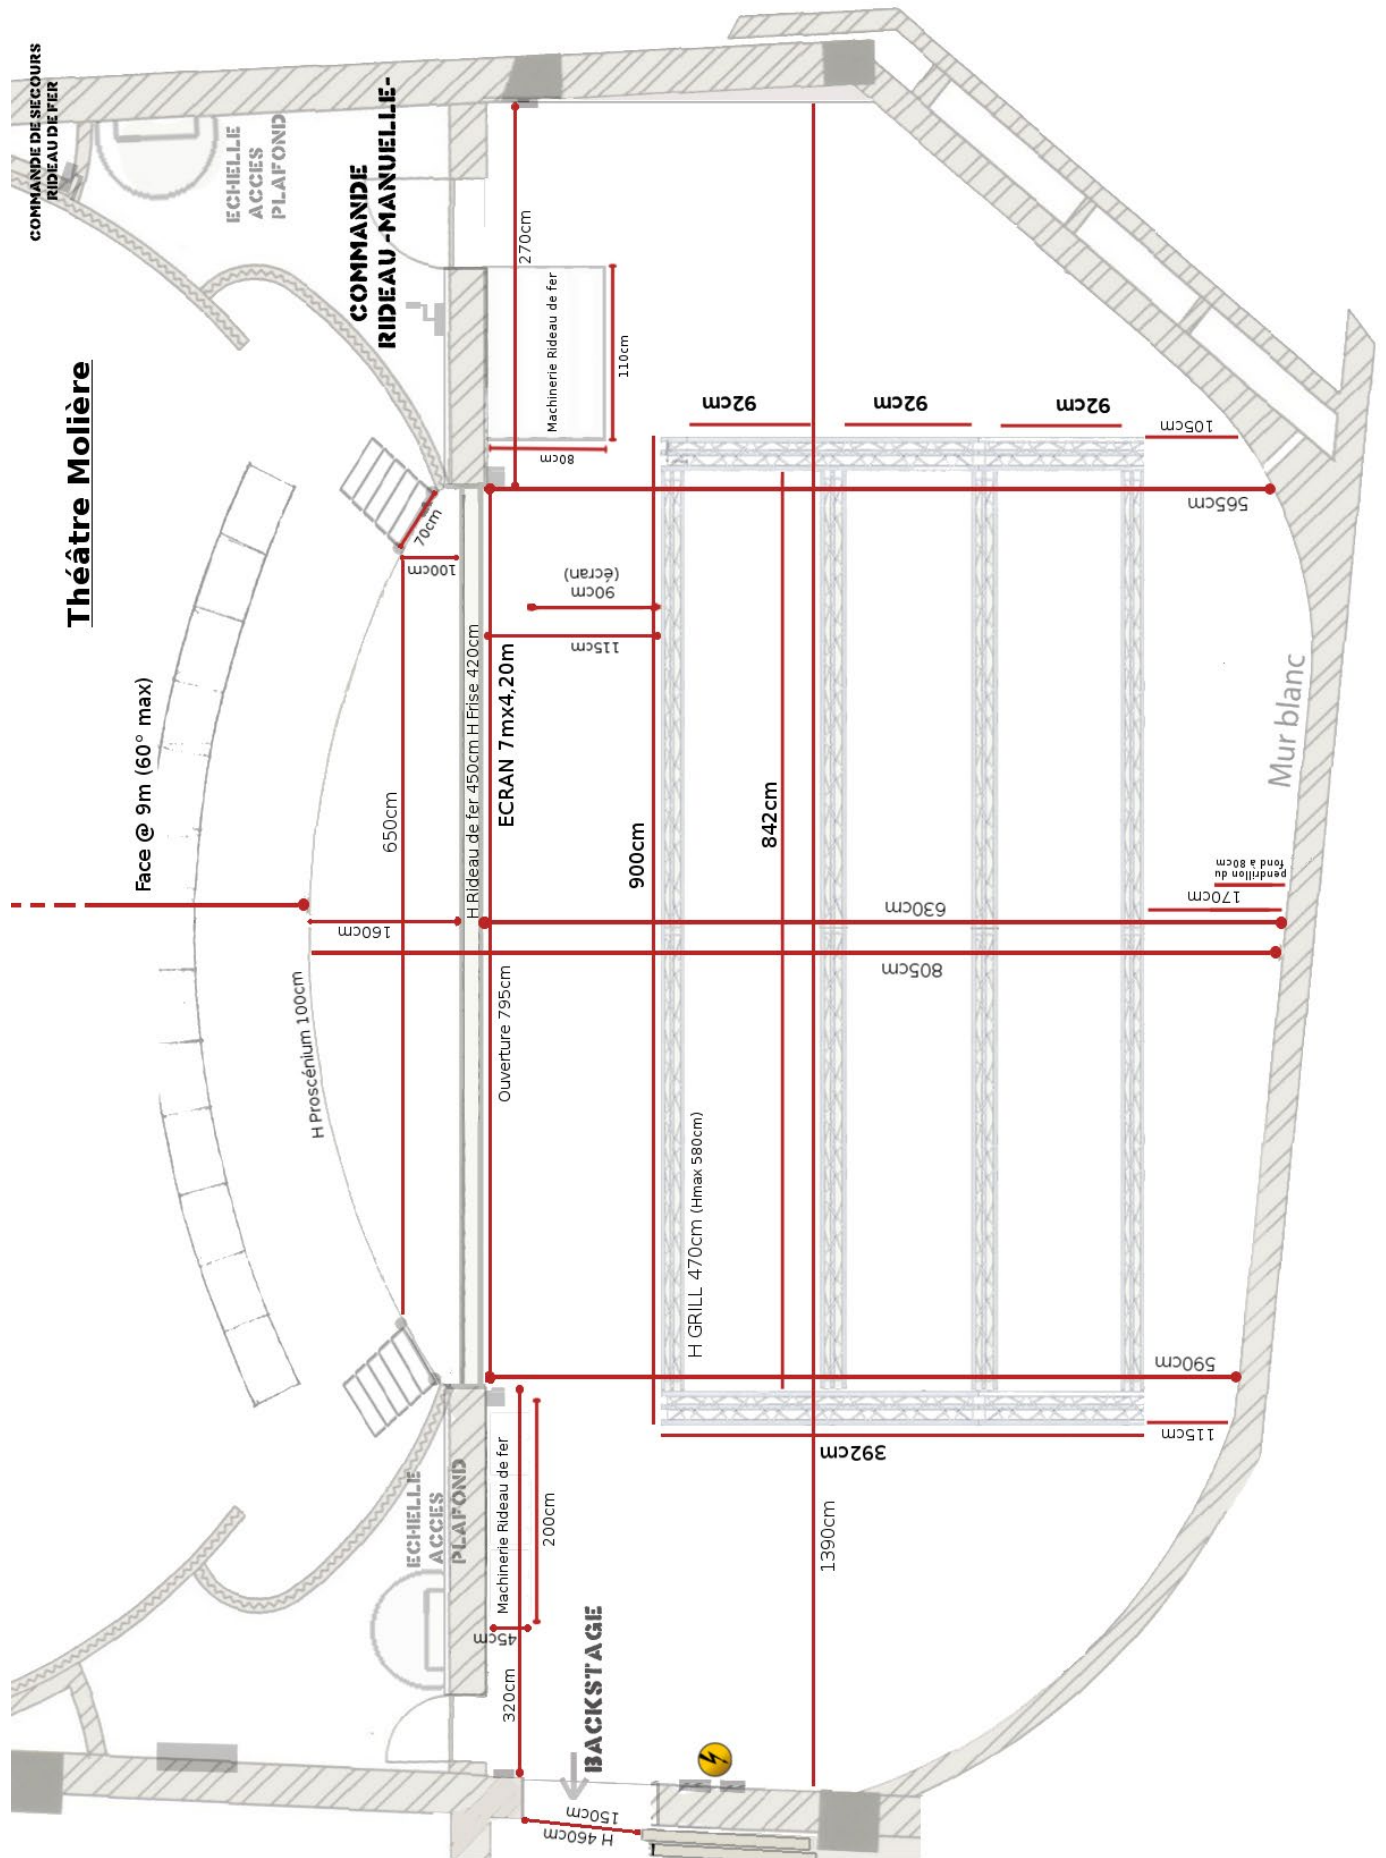 COMMANDE DE SECOURS
RIDEAU DE FER
ECHELLE
ACCES
PLAFOND
COMMANDE
RIDEAU -MANUELLE-
270cm
Machinerie Rideau de fer
110cm
80cm
Théâtre Molière
92cm
92cm
92cm
105cm
565cm
70cm
100cm
90cm
(écran)
115cm
Face @ 9m (60° max)
650cm
H Rideau de fer 450cm H Frise 420cm
ECRAN 7mx4,20m
900cm
842cm
Mur blanc
pendrillon du
fond à 80cm
170cm
630cm
160cm
805cm
H Proscénium 100cm
Ouverture 795cm
H GRILL 470cm (Hmax 580cm)
590cm
115cm
392cm
ECHELLE
ACCES
PLAFOND
Machinerie Rideau de fer
200cm
1390cm
45cm
320cm
BACKSTAGE
150cm
H 460cm